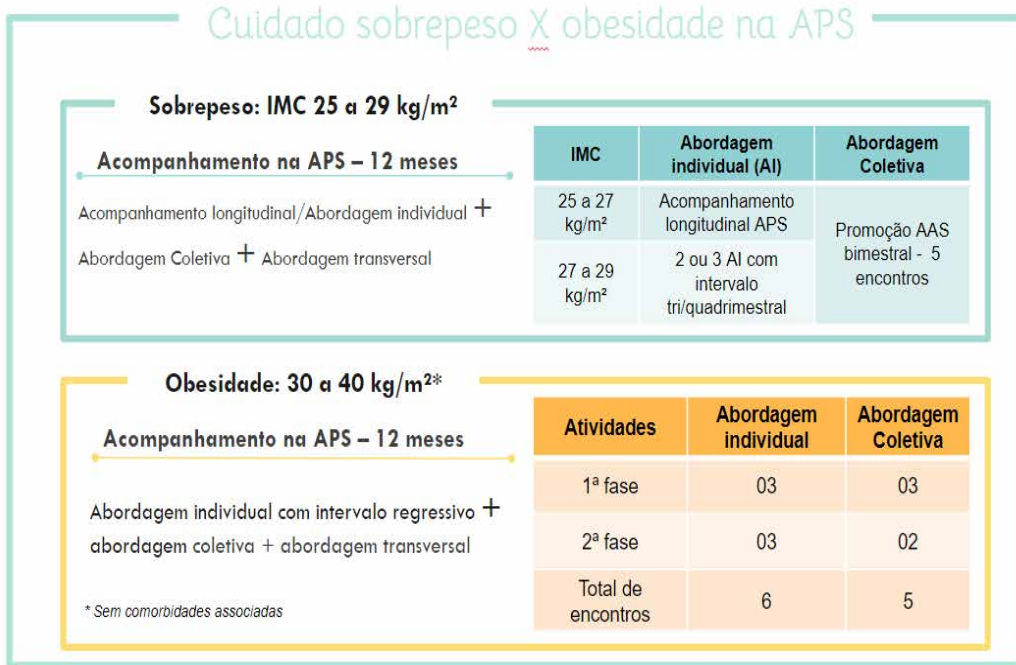 Cuidado sobrepeso X obesidade na APS
Sobrepeso: IMC 25 a 29 kg/m²
Acompanhamento na APS – 12 meses
Acompanhamento longitudinal/Abordagem individual +
Abordagem Coletiva + Abordagem transversal
IMC
Abordagem
individual (AI)
Abordagem
Coletiva
25 a 27
kg/m²
Acompanhamento
longitudinal APS
Promoção AAS
bimestral - 5
encontros
27 a 29
kg/m²
2 ou 3 AI com
intervalo
tri/quadrimestral
Obesidade: 30 a 40 kg/m²*
Acompanhamento na APS – 12 meses
Abordagem individual com intervalo regressivo +
abordagem coletiva + abordagem transversal
* Sem comorbidades associadas
Atividades
Abordagem
individual
Abordagem
Coletiva
1ª fase
03
03
2ª fase
03
02
Total de
encontros
6
5